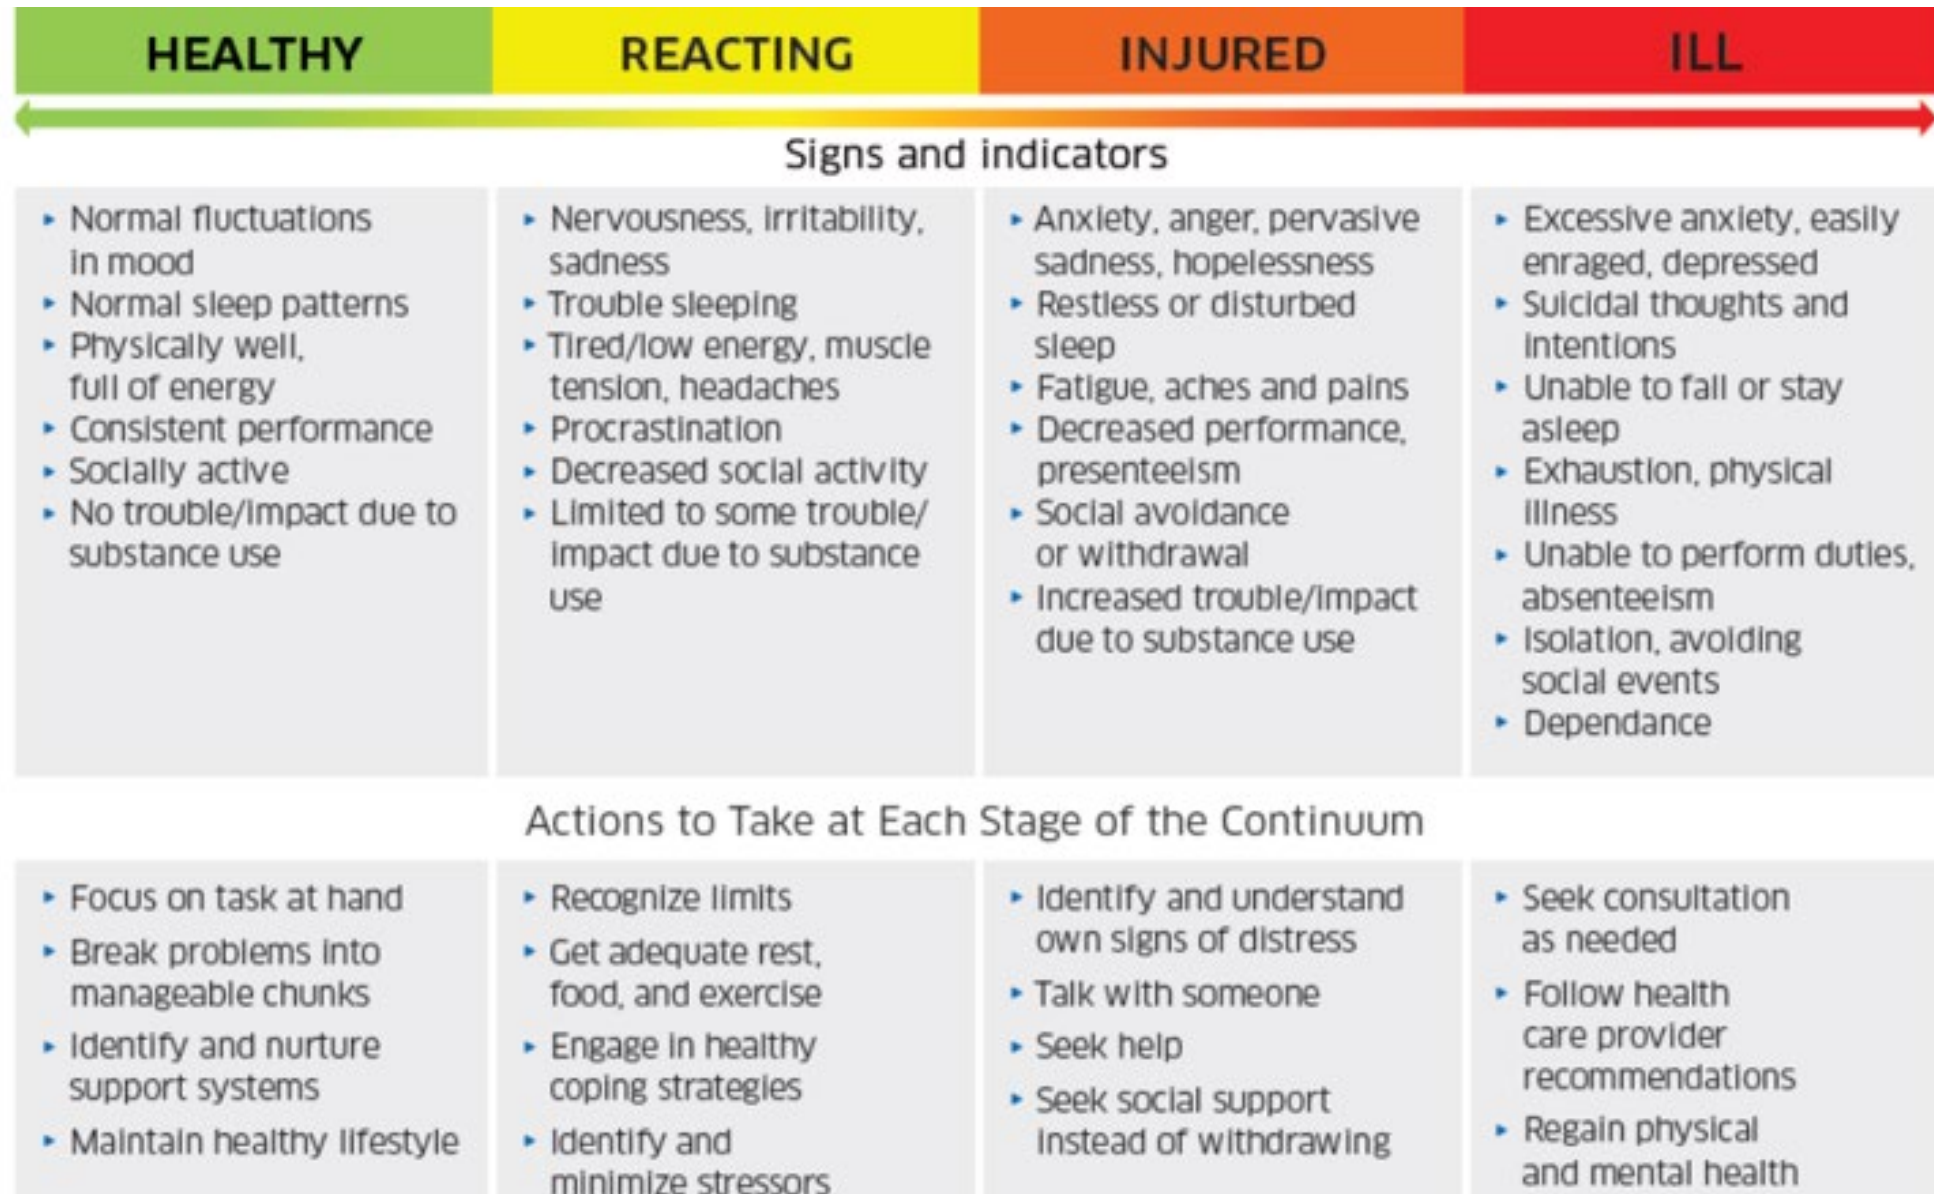 HEALTHY
REACTING
INJURED
ILL
Signs and indicators
▸ Normal fluctuations
in mood
▸ Normal sleep patterns
▸ Physically well,
full of energy
▸ Consistent performance
▸ Socially active
▸ No trouble/impact due to
substance use
▸ Nervousness, irritability,
sadness
▸ Trouble sleeping
▸ Tired/low energy, muscle
tension, headaches
▸ Procrastination
▸ Decreased social activity
▸ Limited to some trouble/
impact due to substance
use
▸ Anxiety, anger, pervasive
sadness, hopelessness
▸ Restless or disturbed
sleep
▸ Fatigue, aches and pains
▸ Decreased performance,
presenteeism
▸ Social avoidance
or withdrawal
▸ Increased trouble/impact
due to substance use
▸ Excessive anxiety, easily
enraged, depressed
▸ Suicidal thoughts and
intentions
▸ Unable to fall or stay
asleep
▸ Exhaustion, physical
illness
▸ Unable to perform duties,
absenteeism
▸ Isolation, avoiding
social events
▸ Dependance
Actions to Take at Each Stage of the Continuum
▸ Focus on task at hand
▸ Break problems into
manageable chunks
▸ Identify and nurture
support systems
▸ Maintain healthy lifestyle
▸ Recognize limits
▸ Get adequate rest,
food, and exercise
▸ Engage in healthy
coping strategies
▸ Identify and
minimize stressors
▸ Identify and understand
own signs of distress
▸ Talk with someone
▸ Seek help
▸ Seek social support
instead of withdrawing
▸ Seek consultation
as needed
▸ Follow health
care provider
recommendations
▸ Regain physical
and mental health